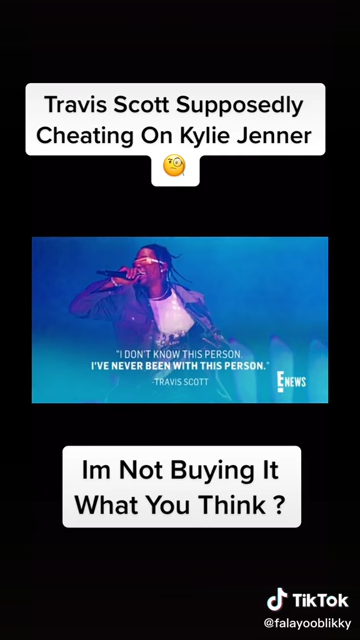 Travis Scott Supposedly
Cheating On Kylie Jenner
🧐
"I DON'T KNOW THIS PERSON.
I'VE NEVER BEEN WITH THIS PERSON."
-TRAVIS SCOTT
E NEWS
Im Not Buying It
What You Think ?
TikTok
@falayooblikky